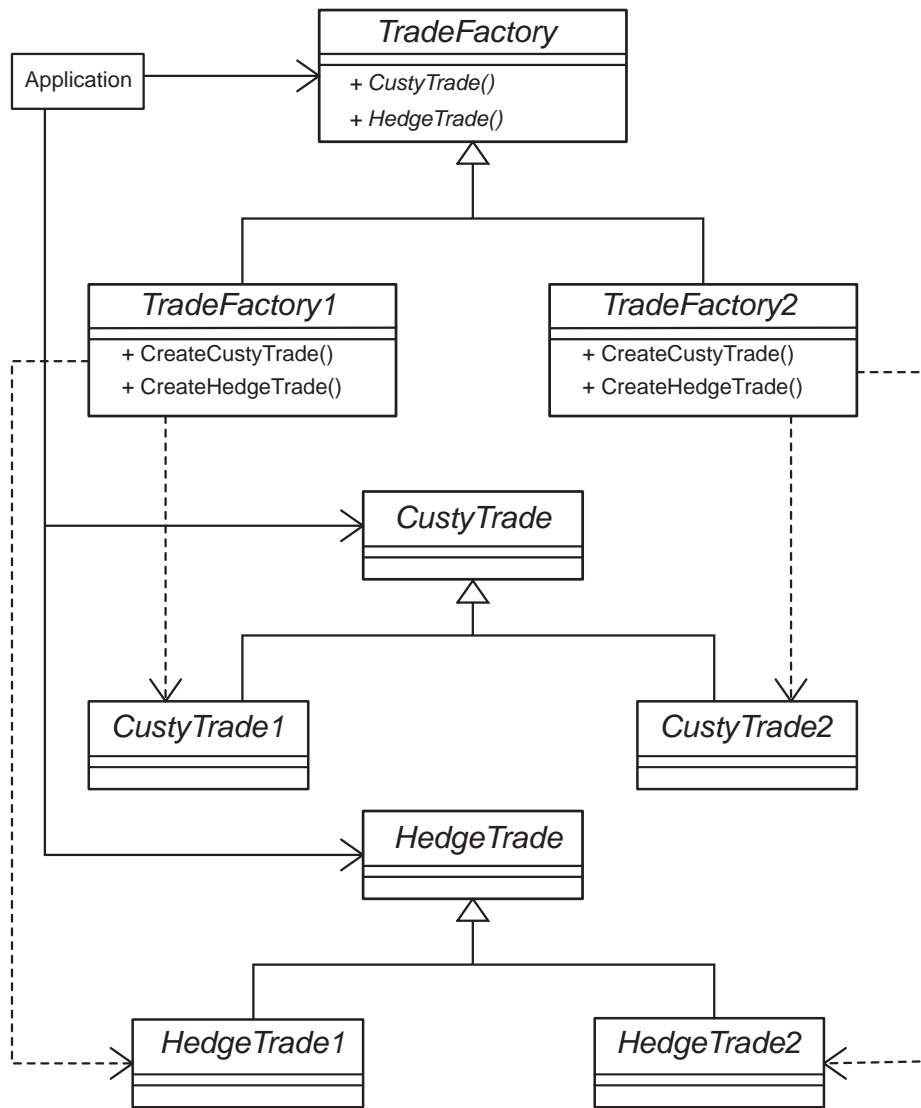 TradeFactory
Application
+ CustyTrade()
+ HedgeTrade()
TradeFactory1
+ CreateCustyTrade()
+ CreateHedgeTrade()
TradeFactory2
+ CreateCustyTrade()
+ CreateHedgeTrade()
CustyTrade
CustyTrade1
CustyTrade2
HedgeTrade
HedgeTrade1
HedgeTrade2